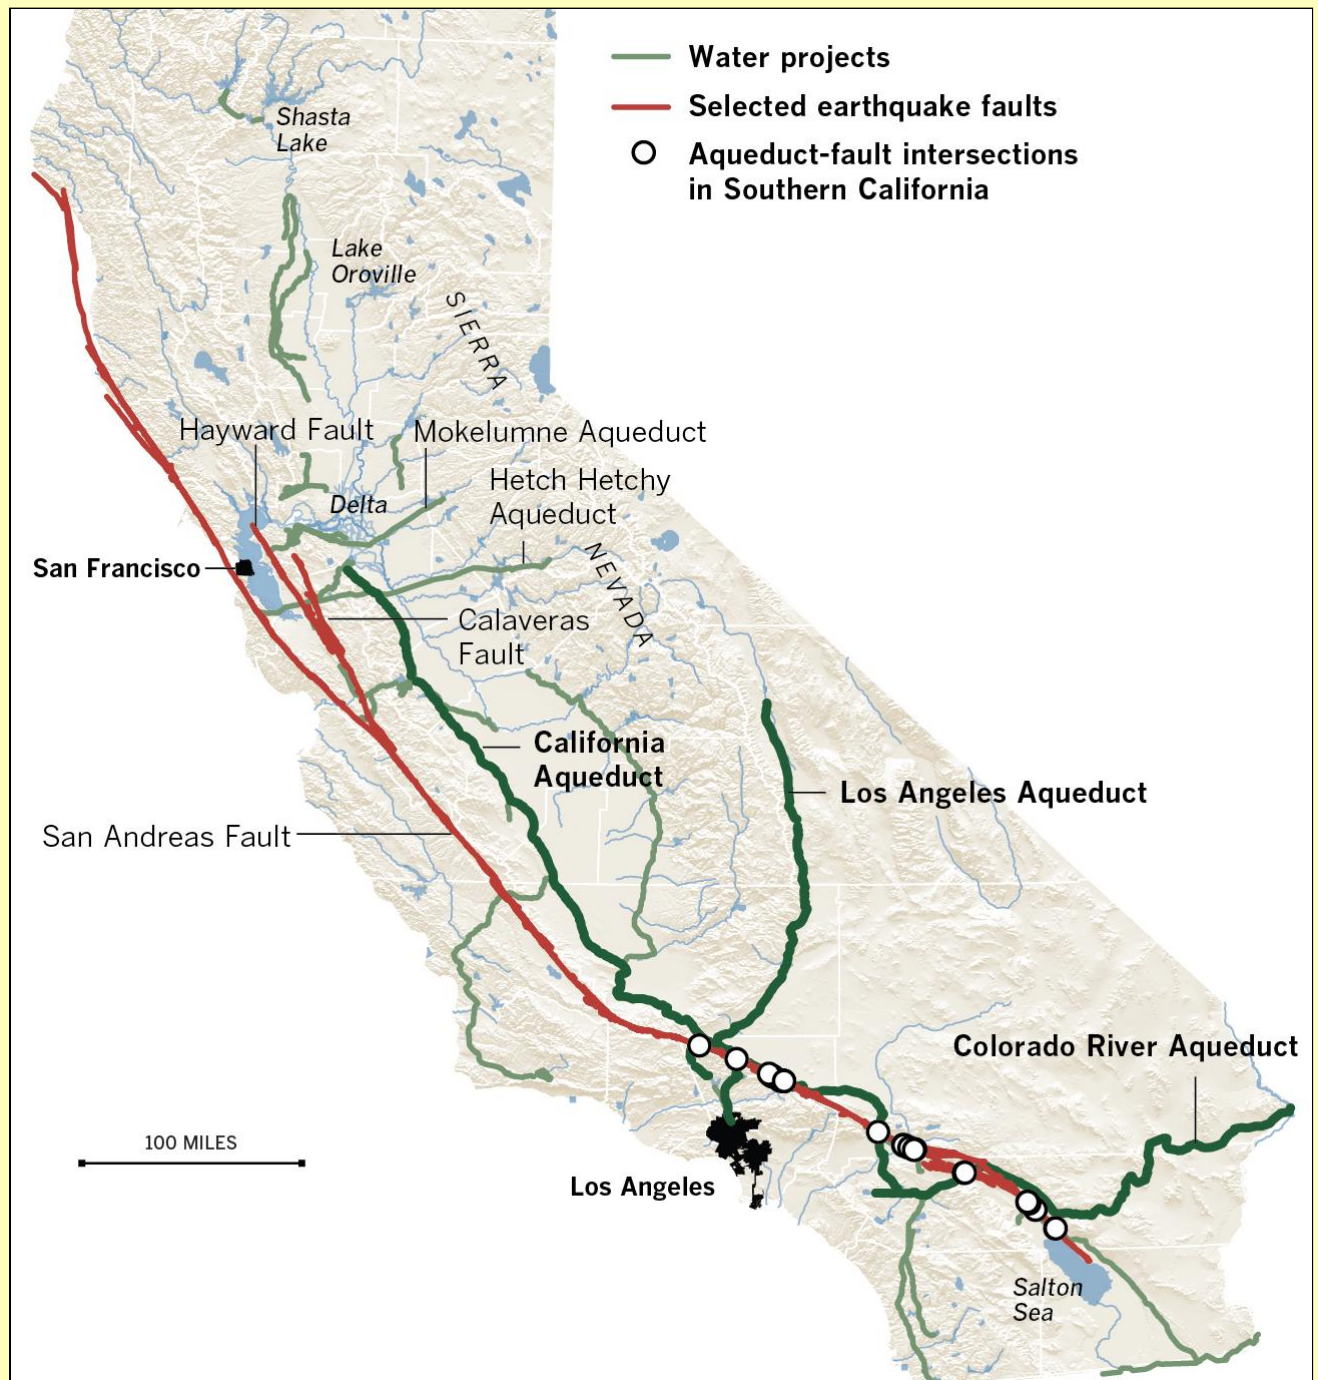 Water projects
Selected earthquake faults
Aqueduct-fault intersections
in Southern California
Shasta
Lake
Lake
Oroville
SIERRA
Hayward Fault
Mokelumne Aqueduct
Hetch Hetchy
Aqueduct
Delta
NEVADA
San Francisco
Calaveras
Fault
California
Aqueduct
Los Angeles Aqueduct
San Andreas Fault
Colorado River Aqueduct
100 MILES
Los Angeles
Salton
Sea